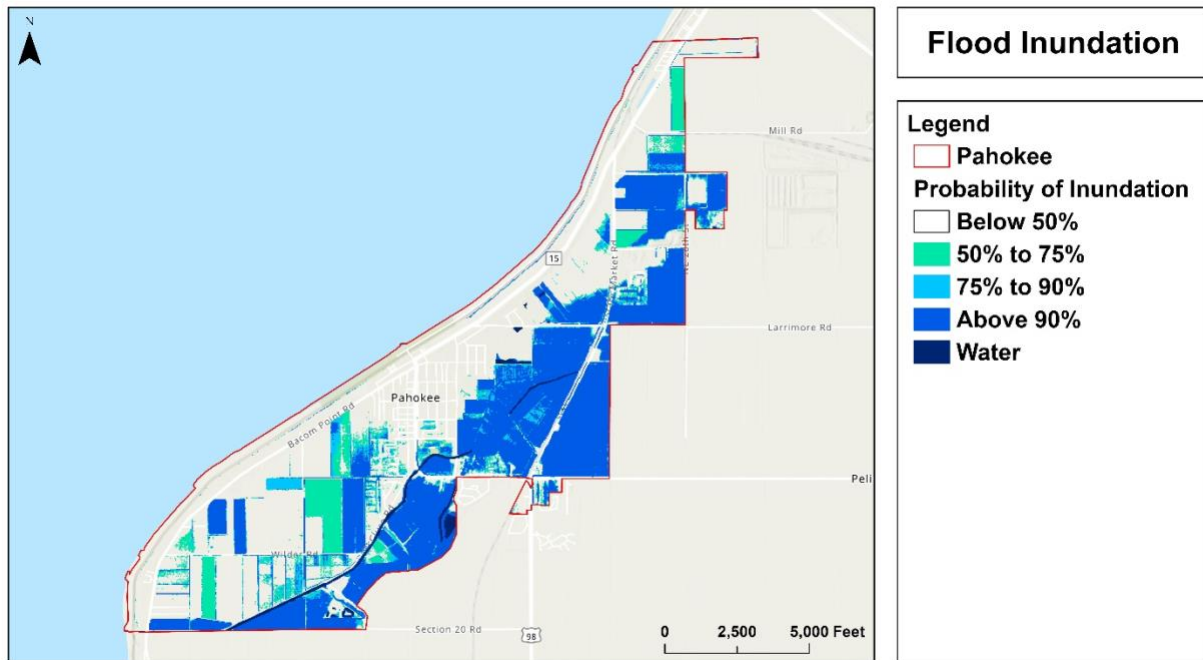 N
Flood Inundation
Legend
Pahokee
Probability of Inundation
Below 50%
50% to 75%
75% to 90%
Above 90%
Water
Mill Rd
15
Market Rd
Larrimore Rd
Pahokee
Bacom Point Rd
Peli
Wilder Rd
Section 20 Rd
98
0 2,500 5,000 Feet